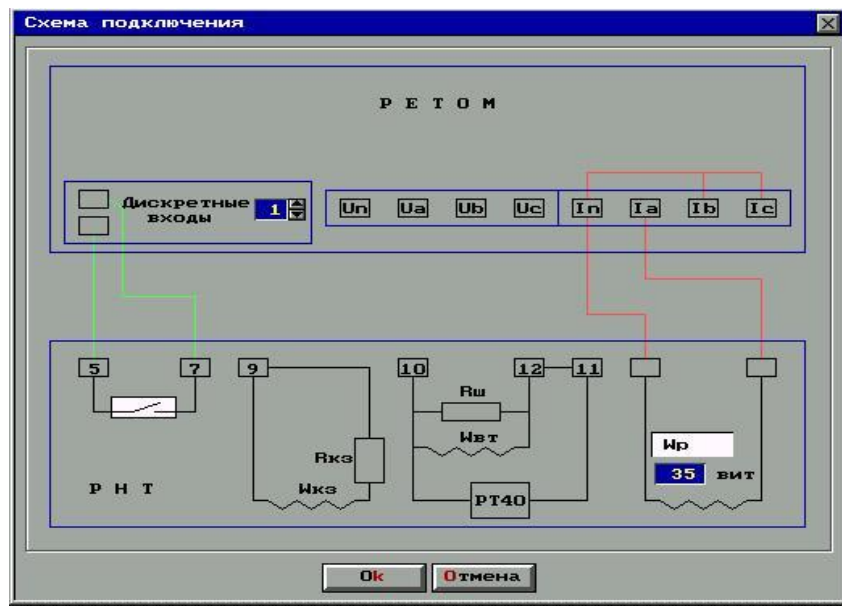 Схема подключения
Р Е Т О М
Дискретные
входы
1
Un Ua Ub Uc In Ia Ib Ic
5 7 9 10 12 11
Rш
Wвт
Wр
Rкз
35 вит
Р Н Т
Wкз
РТ40
Ok Отмена